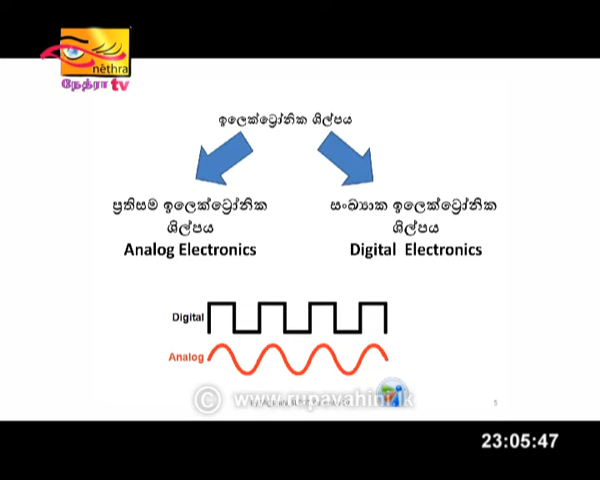 nethra
நேத்ரா tv
ඉලෙක්ට්‍රෝනික ශිල්පය
ප්‍රතිසම ඉලෙක්ට්‍රෝනික
ශිල්පය
Analog Electronics
සංඛ්‍යාංක ඉලෙක්ට්‍රෝනික
ශිල්පය
Digital Electronics
Digital
Analog
© www.rupavahini.lk
5
23:05:47